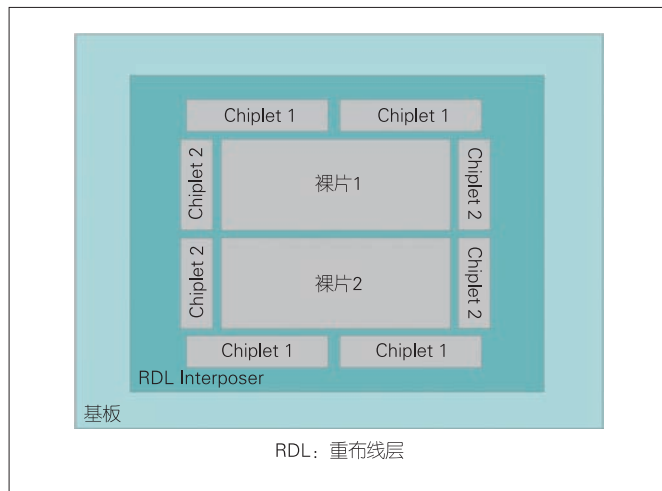 Chiplet 1
Chiplet 1
Chiplet 2
裸片1
Chiplet 2
Chiplet 2
裸片2
Chiplet 2
Chiplet 1
Chiplet 1
RDL Interposer
基板
RDL：重布线层